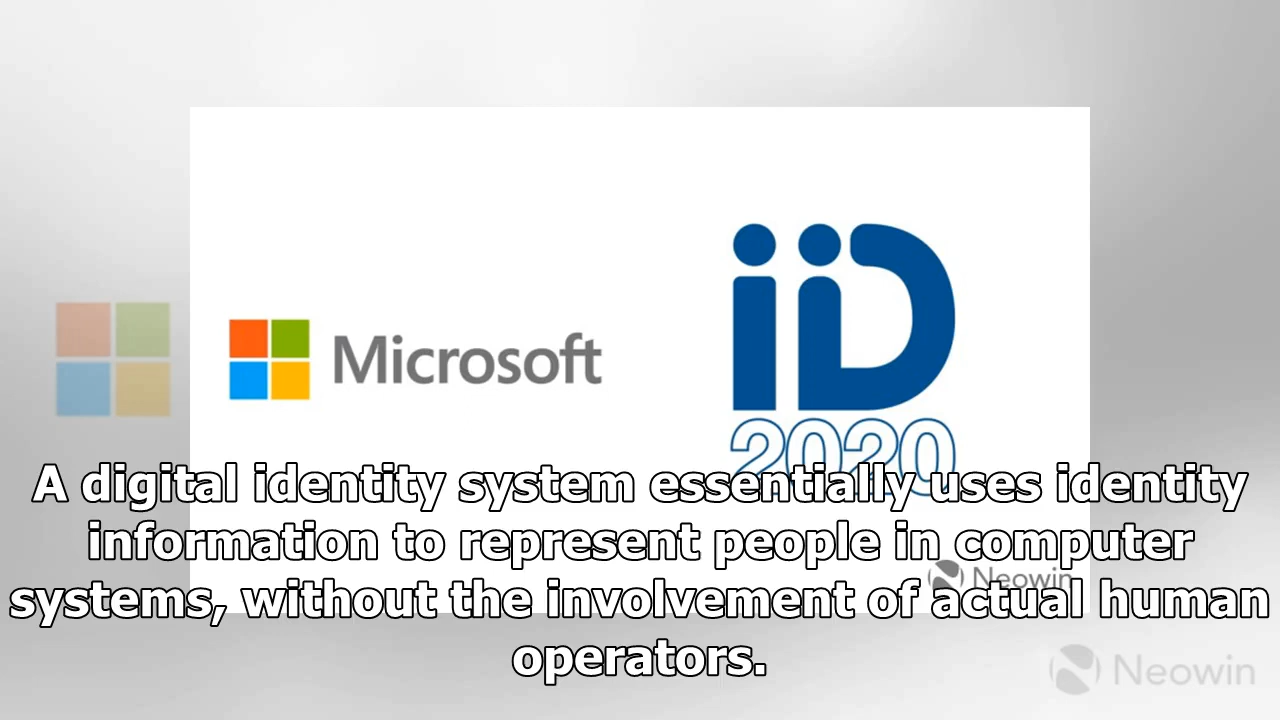 Microsoft
iD
2020
A digital identity system essentially uses identity
information to represent people in computer
Neowin
systems, without the involvement of actual human
operators.
Neowin